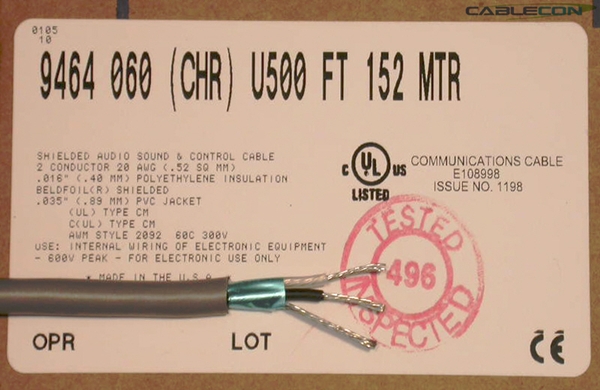 CABLECON
0105
10
9464 060 (CHR) U500 FT 152 MTR
SHIELDED AUDIO SOUND & CONTROL CABLE
2 CONDUCTOR 20 AWG (.52 SQ MM)
.016" (.40 MM) POLYETHYLENE INSULATION
BELDFOIL(R) SHIELDED
.035" (.89 MM) PVC JACKET
(UL) TYPE CM
C(UL) TYPE CM
AWM STYLE 2092 60C 300V
USE: INTERNAL WIRING OF ELECTRONIC EQUIPMENT
- 600V PEAK - FOR ELECTRONIC USE ONLY
* MADE IN THE U.S.A
C UL US
LISTED
COMMUNICATIONS CABLE
E108998
ISSUE NO. 1198
TESTED
496
INSPECTED
OPR LOT
CE